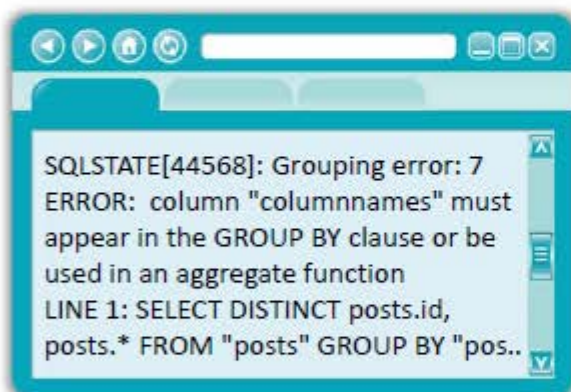 SQLSTATE[44568]: Grouping error: 7
ERROR:  column "columnnames" must
appear in the GROUP BY clause or be
used in an aggregate function
LINE 1: SELECT DISTINCT posts.id,
posts.* FROM "posts" GROUP BY "pos..